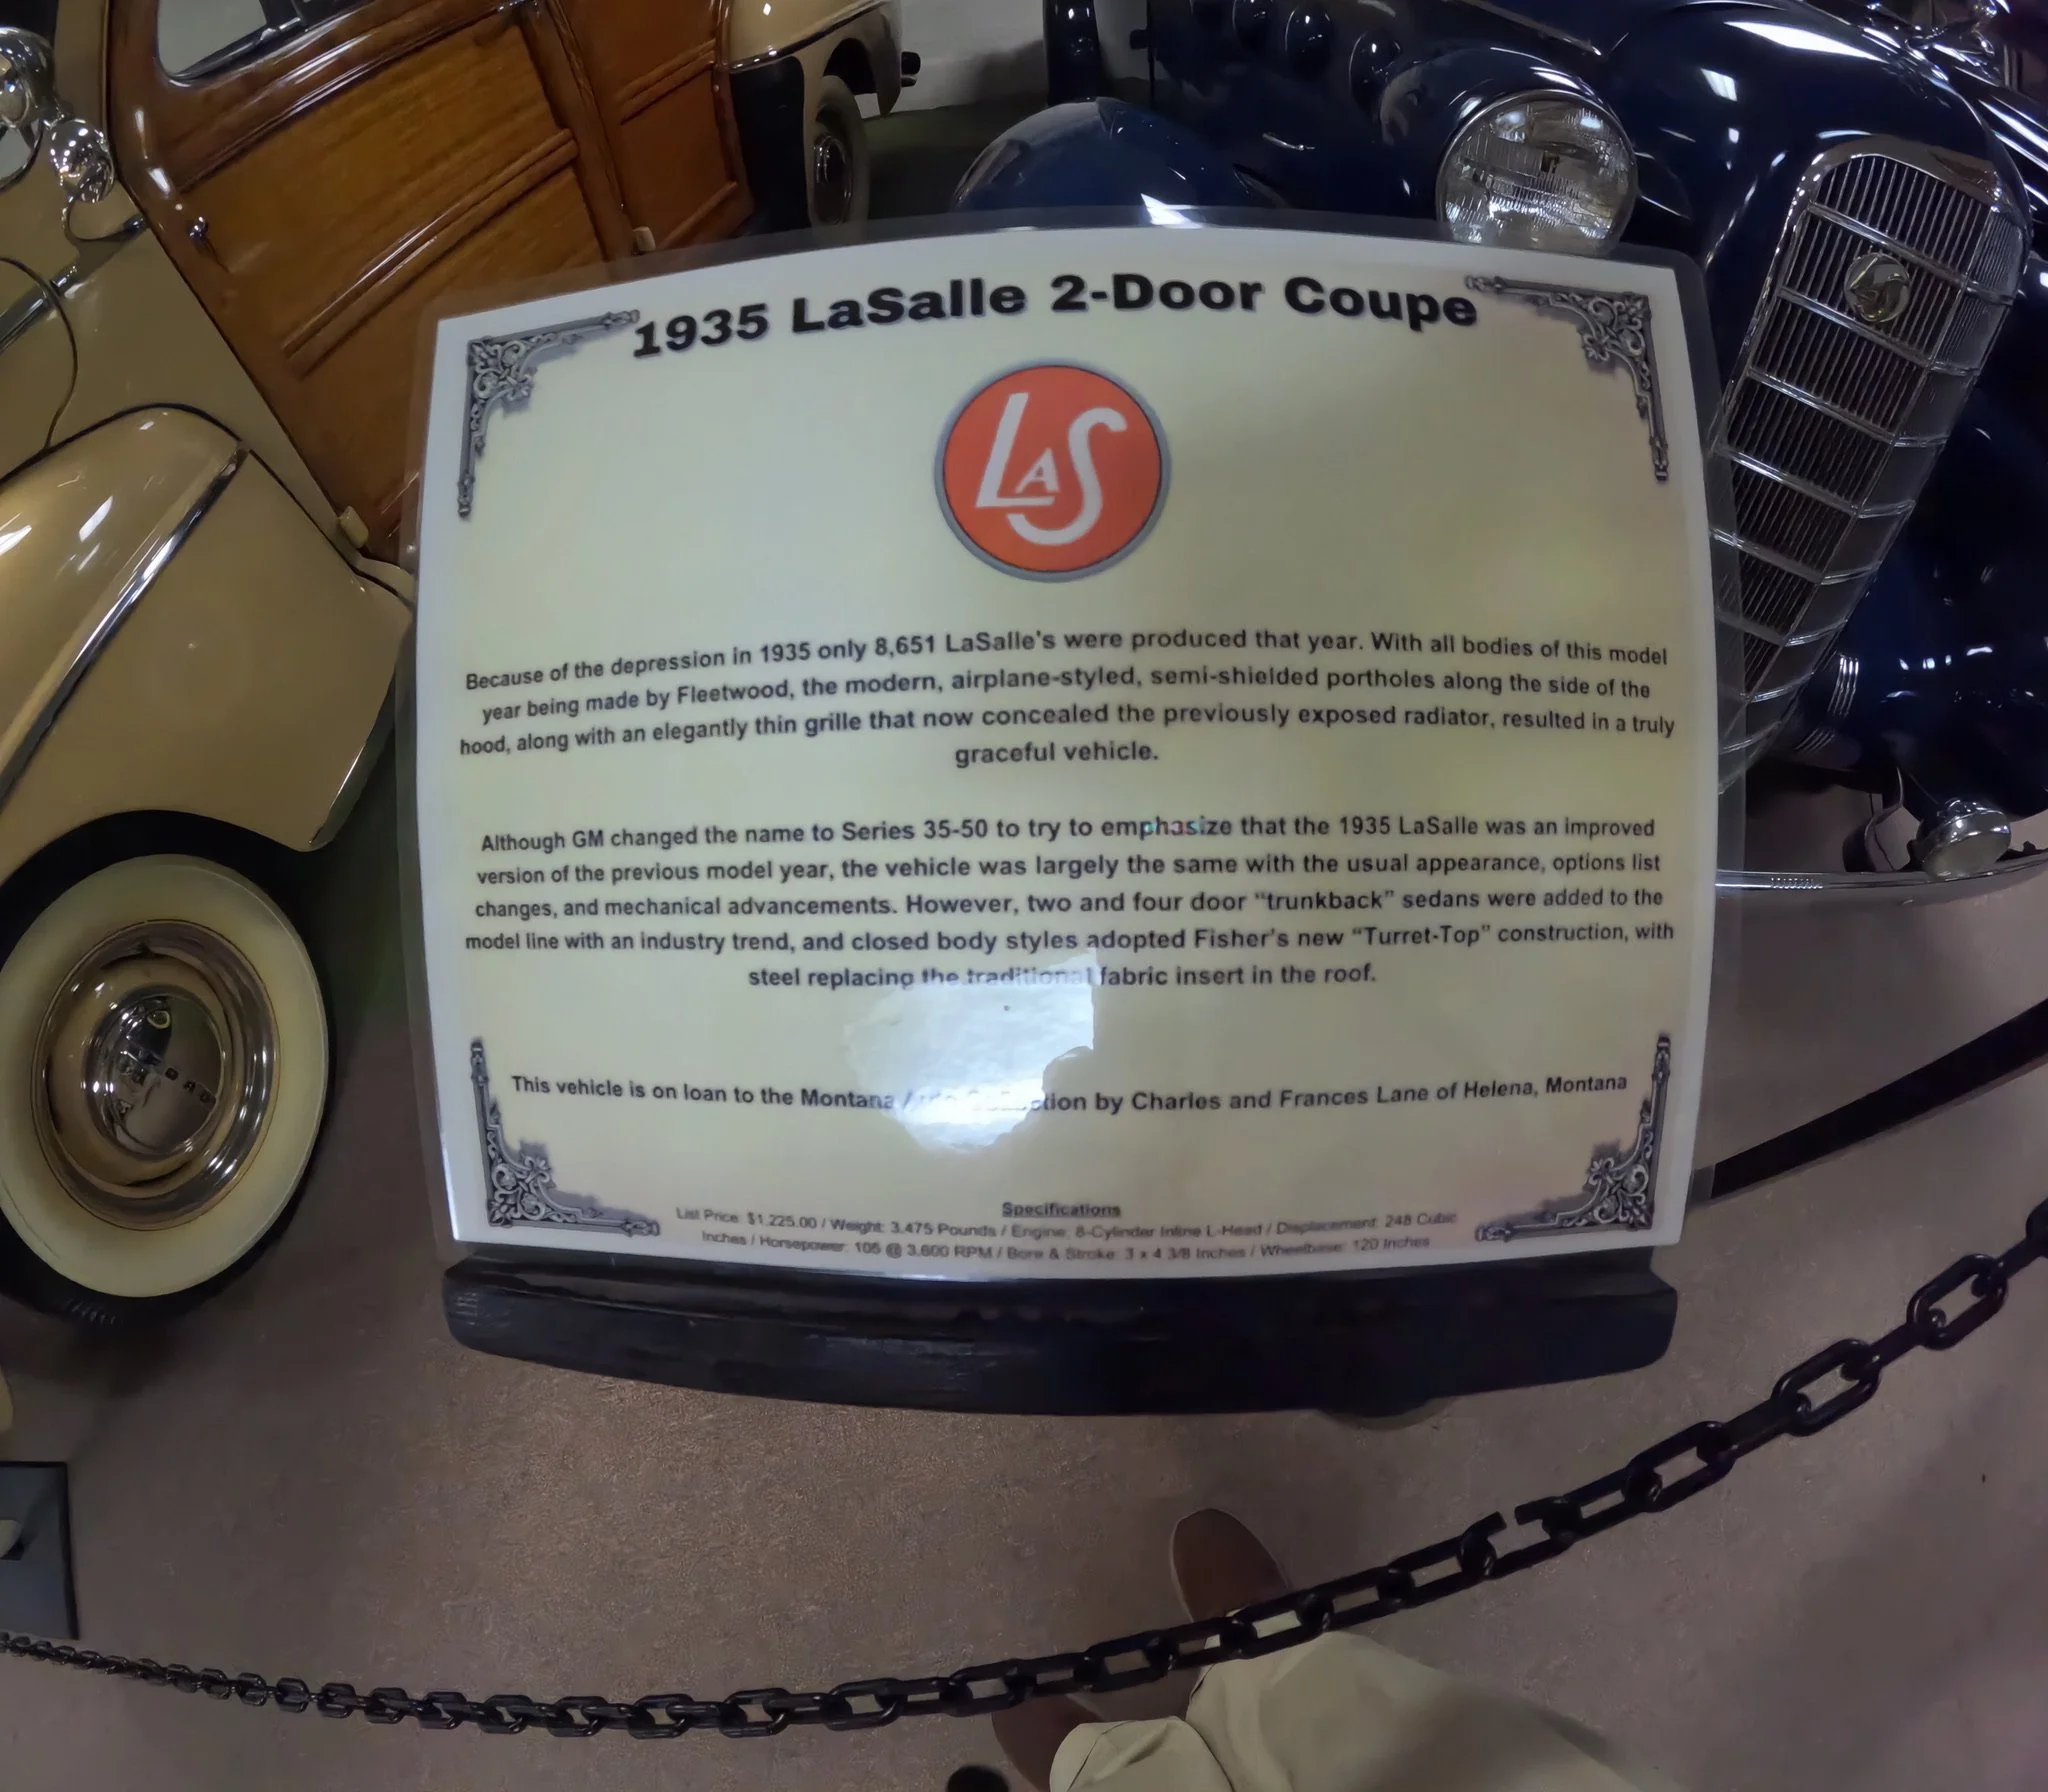 1935 LaSalle 2-Door Coupe
LAS
Because of the depression in 1935 only 8,651 LaSalle's were produced that year. With all bodies of this model
year being made by Fleetwood, the modern, airplane-styled, semi-shielded portholes along the side of the
hood, along with an elegantly thin grille that now concealed the previously exposed radiator, resulted in a truly
graceful vehicle.
Although GM changed the name to Series 35-50 to try to emphasize that the 1935 LaSalle was an improved
version of the previous model year, the vehicle was largely the same with the usual appearance, options list
changes, and mechanical advancements. However, two and four door “trunkback” sedans were added to the
model line with an industry trend, and closed body styles adopted Fisher's new “Turret-Top” construction, with
steel replacing the traditional fabric insert in the roof.
This vehicle is on loan to the Montana by Charles and Frances Lane of Helena, Montana
Specifications
List Price: $1,225.00 / Weight: 3,475 Pounds / Engine: 8-Cylinder Inline L-Head / Displacement: 248 Cubic
Inches / Horsepower: 105 @ 3,600 RPM / Bore & Stroke: 3 x 4 3/8 Inches / Wheelbase: 120 Inches